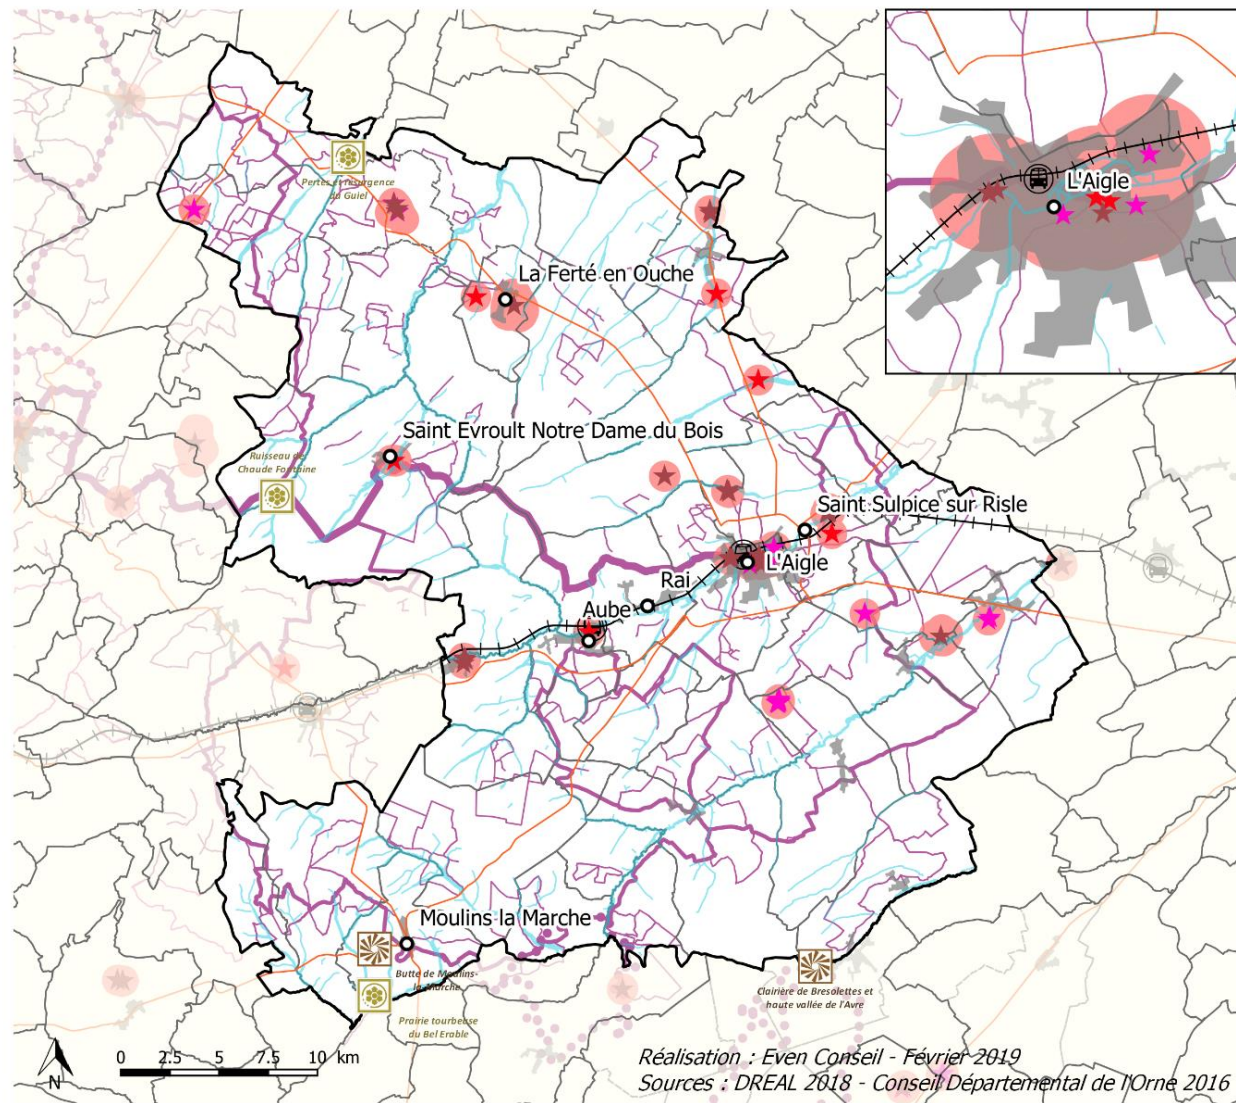 L'Aigle
Pertes et résurgence
du Guiel
La Ferté en Ouche
Saint Evroult Notre Dame du Bois
Ruisseau de
Chaude Fontaine
Saint Sulpice sur Risle
L'Aigle
Rai
Aube
Moulins la Marche
Butte de Moulins-
la-Marche
Prairie tourbeuse
du Bel Erable
Clairière de Bresolettes et
haute vallée de l'Avre
N
0 2.5 5 7.5 10 km
Réalisation : Even Conseil - Février 2019
Sources : DREAL 2018 - Conseil Départemental de l'Orne 2016